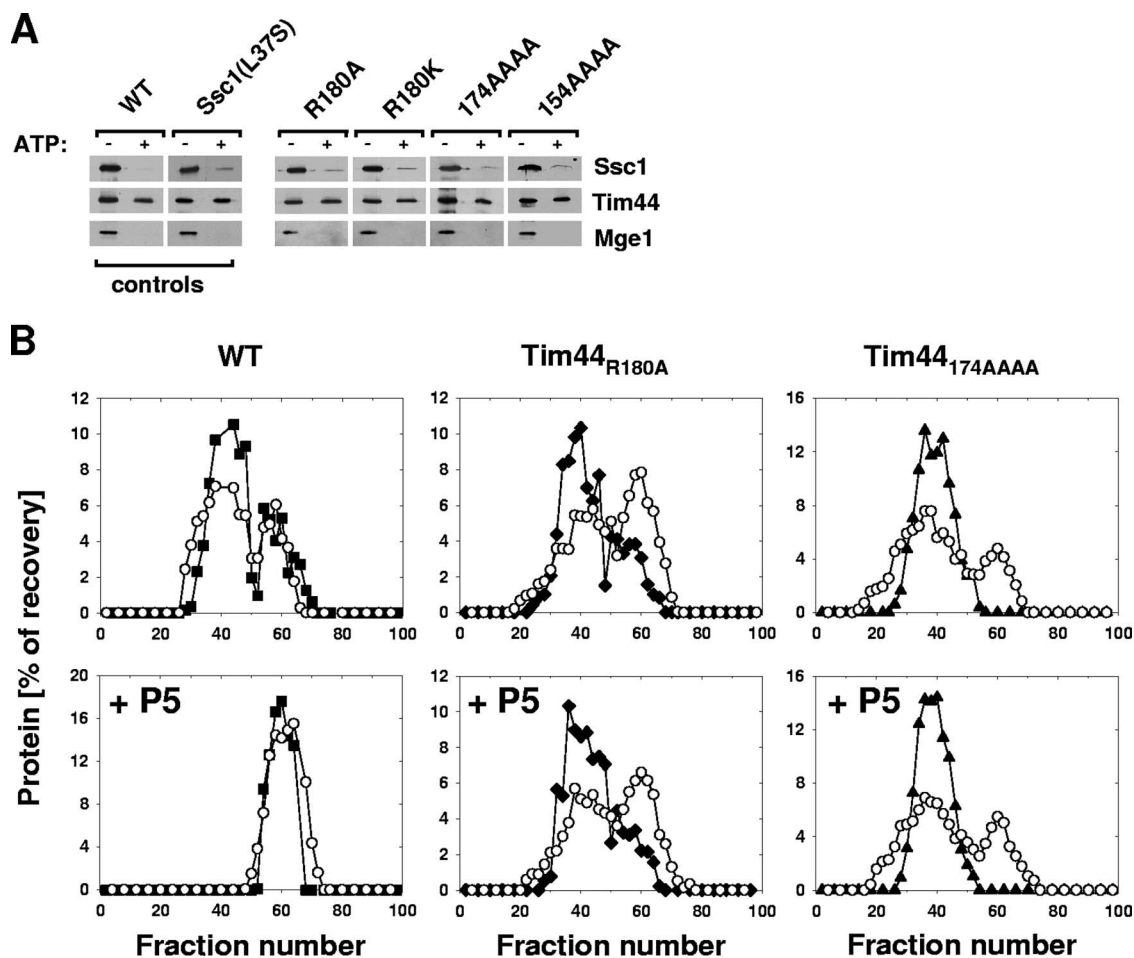 A
WT Ssc1(L37S) R180A R180K 174AAAA 154AAAA
ATP: - + - + - + - + - + - +
Ssc1
Tim44
Mge1
controls
B
WT Tim44R180A Tim44174AAAA
Protein [% of recovery]
12 10 8 6 4 2 0
0 20 40 60 80 100
12 10 8 6 4 2 0
0 20 40 60 80 100
16 12 8 4 0
0 20 40 60 80 100
+ P5
20 16 12 8 4 0
0 20 40 60 80 100
+ P5
12 10 8 6 4 2 0
0 20 40 60 80 100
+ P5
16 12 8 4 0
0 20 40 60 80 100
Fraction number Fraction number Fraction number